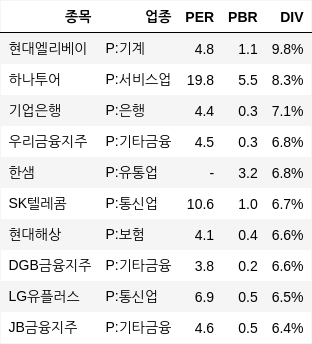 종목 업종 PER PBR DIV
현대엘리베이 P:기계 4.8 1.1 9.8%
하나투어 P:서비스업 19.8 5.5 8.3%
기업은행 P:은행 4.4 0.3 7.1%
우리금융지주 P:기타금융 4.5 0.3 6.8%
한샘 P:유통업 - 3.2 6.8%
SK텔레콤 P:통신업 10.6 1.0 6.7%
현대해상 P:보험 4.1 0.4 6.6%
DGB금융지주 P:기타금융 3.8 0.2 6.6%
LG유플러스 P:통신업 6.9 0.5 6.5%
JB금융지주 P:기타금융 4.6 0.5 6.4%